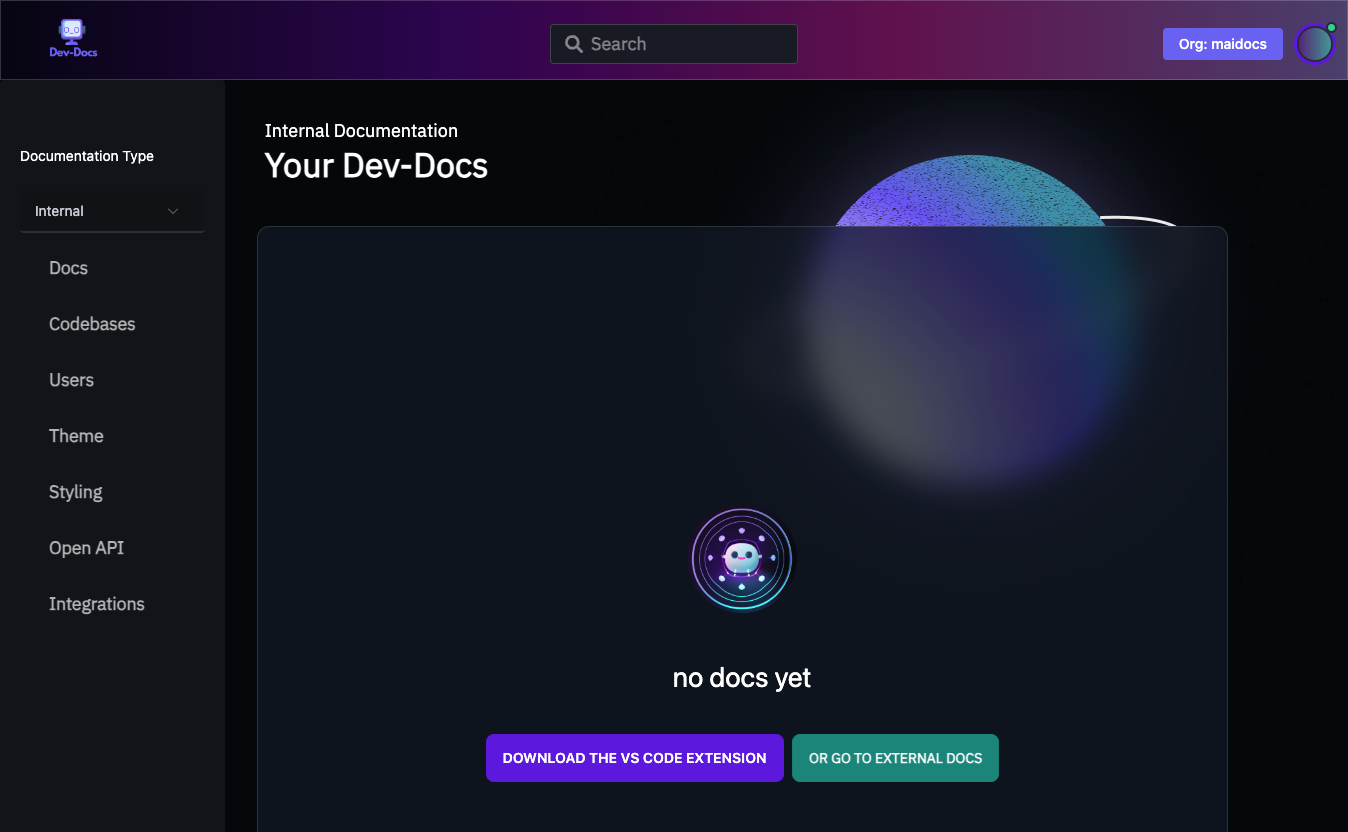 Dev-Docs
Search
Org: maidocs
Documentation Type
Internal
Docs
Codebases
Users
Theme
Styling
Open API
Integrations
Internal Documentation
Your Dev-Docs
no docs yet
DOWNLOAD THE VS CODE EXTENSION
OR GO TO EXTERNAL DOCS